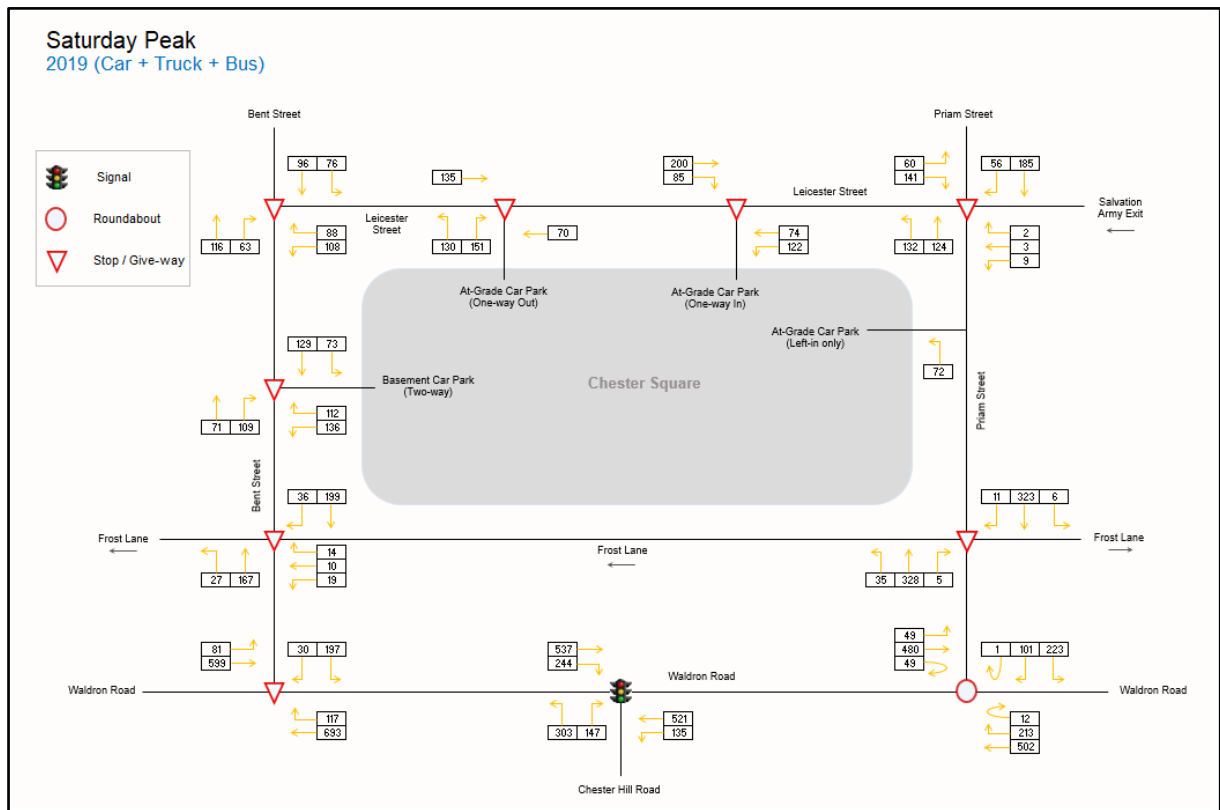 Saturday Peak
2019 (Car + Truck + Bus)
Bent Street
Priam Street
Signal
Roundabout
Stop / Give-way
96 76
135
200
85
60
141
56 185
Leicester Street
Leicester
Street
Salvation
Army Exit
116 63
88
108
130 151
70
74
122
132 124
2
3
9
At-Grade Car Park
(One-way Out)
At-Grade Car Park
(One-way In)
At-Grade Car Park
(Left-in only)
129 73
72
Basement Car Park
(Two-way)
Chester Square
71 109
112
136
Priam Street
Bent Street
36 199
11 323 6
Frost Lane
Frost Lane
Frost Lane
27 167
14
10
19
35 328 5
81
599
30 197
537
244
49
480
49
1 101 223
Waldron Road
Waldron Road
Waldron Road
117
693
303 147
521
135
12
213
502
Chester Hill Road